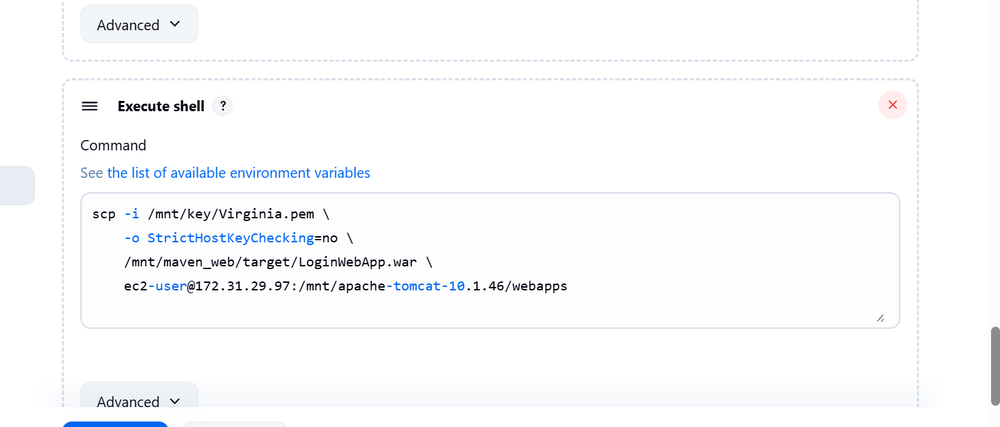 Advanced
Execute shell ?
Command
See the list of available environment variables
scp -i /mnt/key/Virginia.pem \
-o StrictHostKeyChecking=no \
/mnt/maven_web/target/LoginWebApp.war \
ec2-user@172.31.29.97:/mnt/apache-tomcat-10.1.46/webapps
Advanced